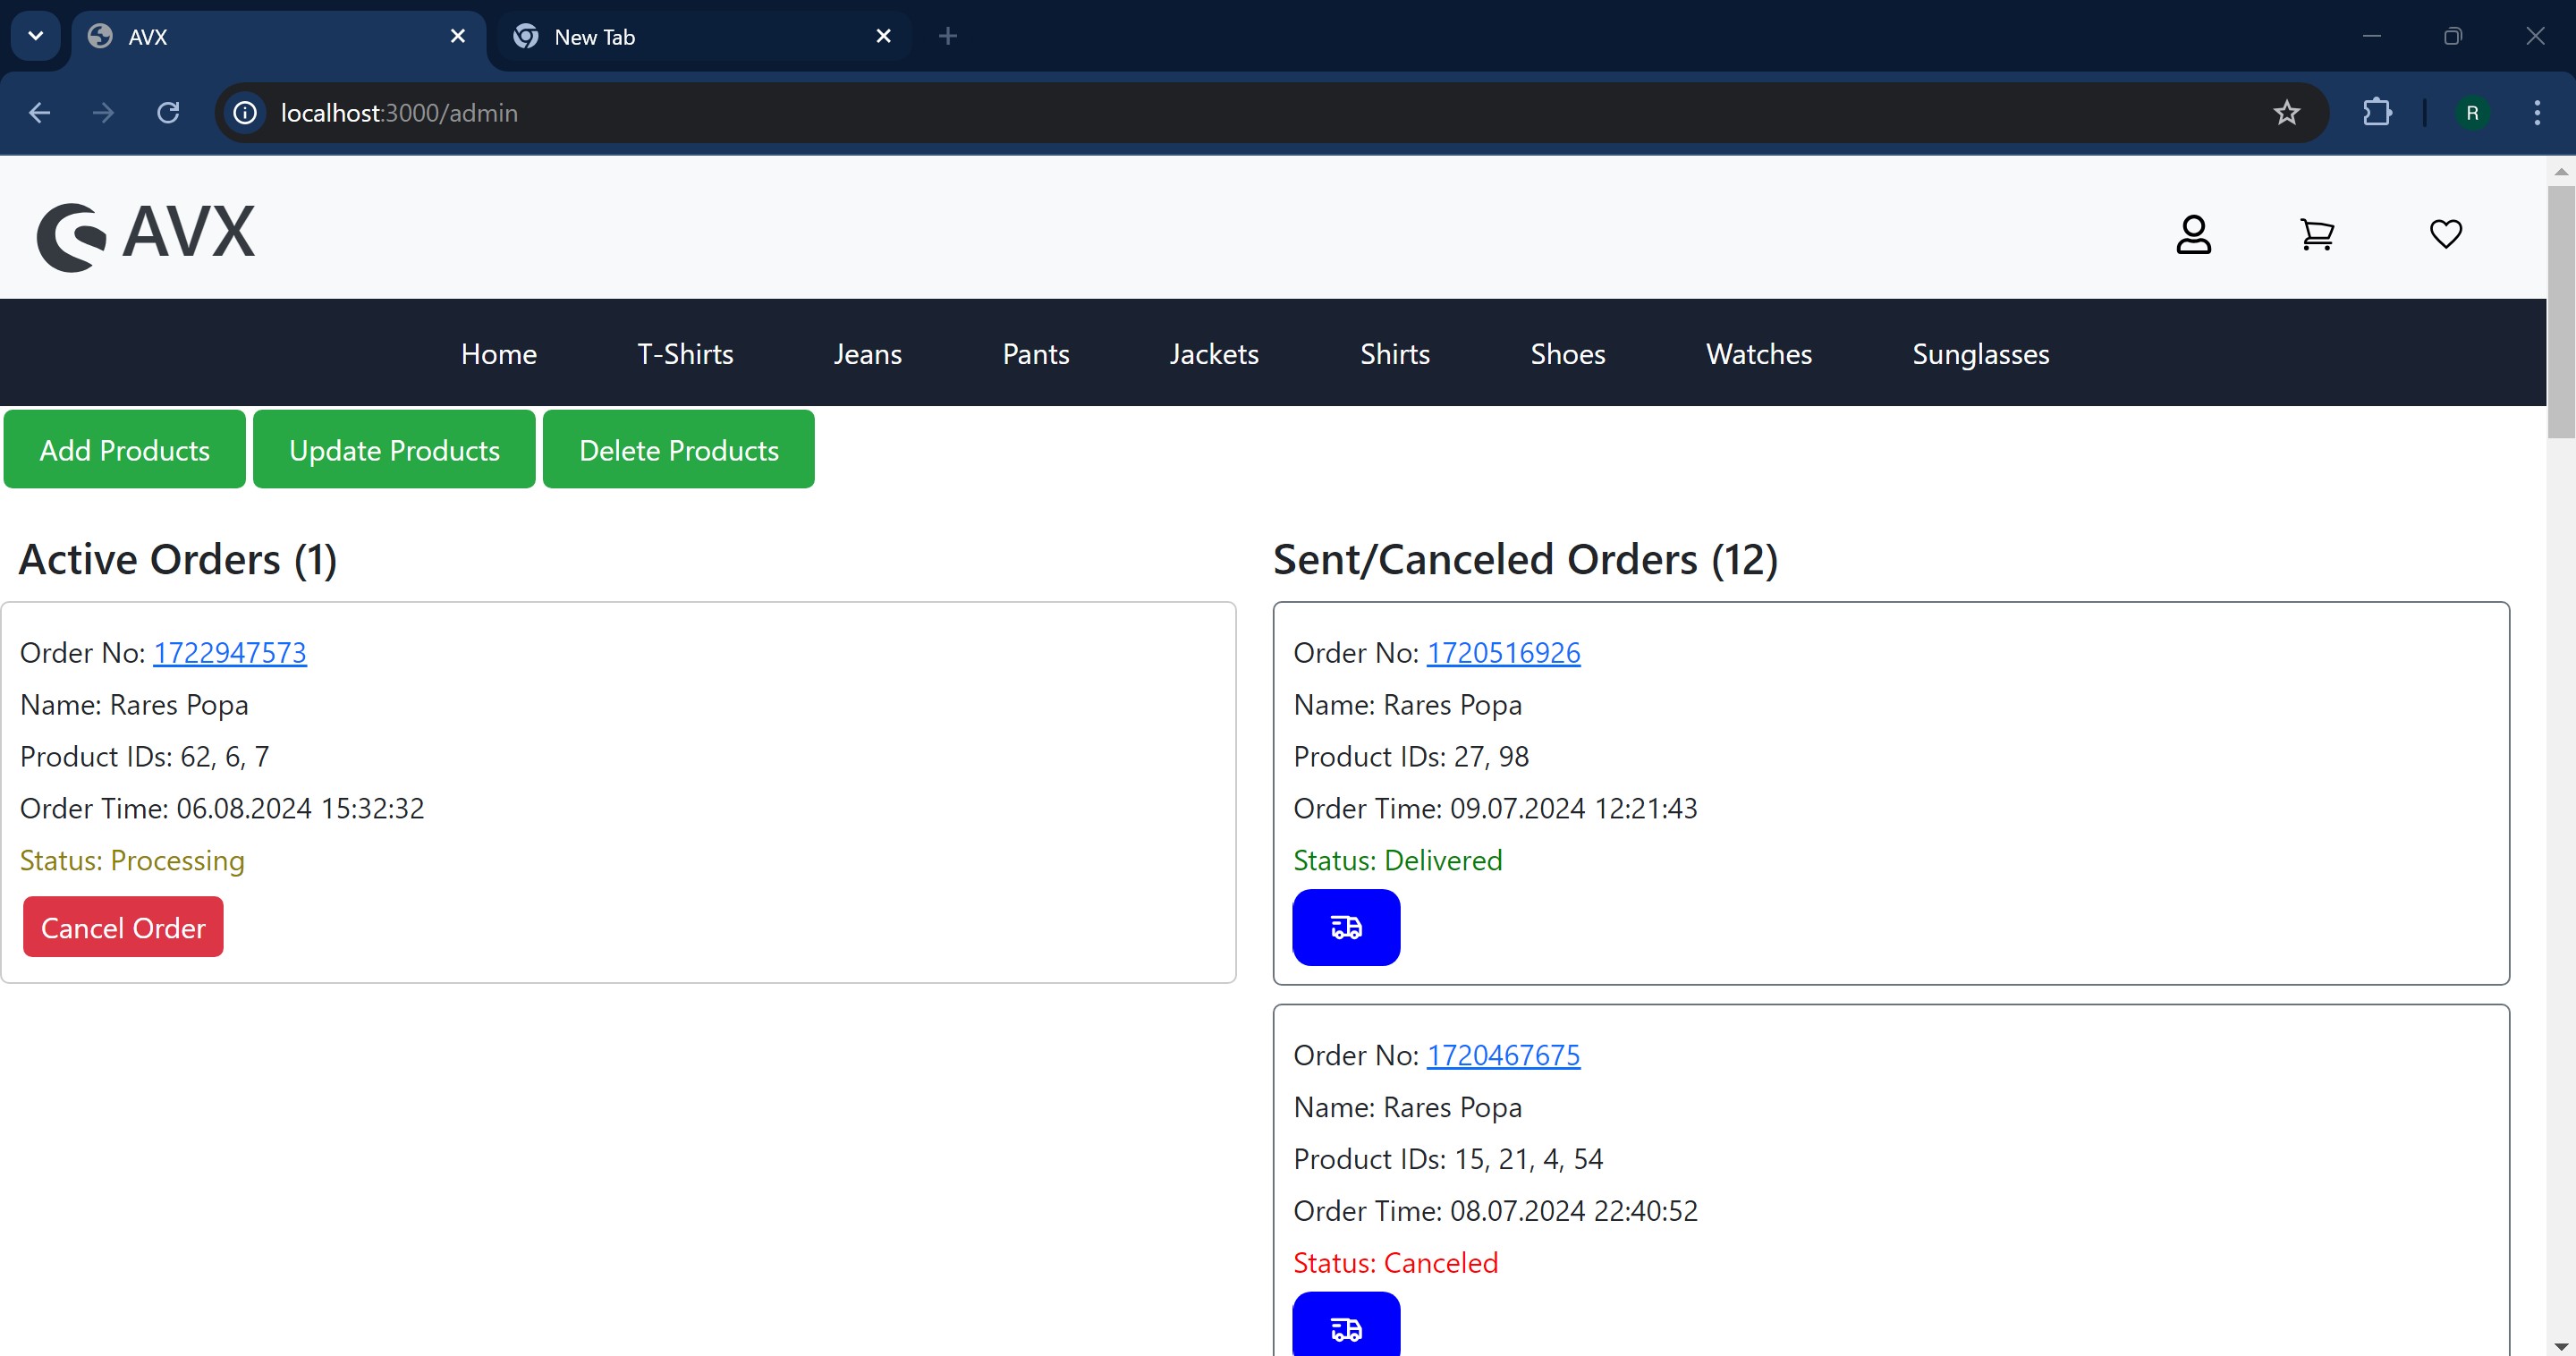 AVX
New Tab
localhost:3000/admin
R
AVX
Home T-Shirts Jeans Pants Jackets Shirts Shoes Watches Sunglasses
Add Products Update Products Delete Products
Active Orders (1)
Order No: 1722947573
Name: Rares Popa
Product IDs: 62, 6, 7
Order Time: 06.08.2024 15:32:32
Status: Processing
Cancel Order
Sent/Canceled Orders (12)
Order No: 1720516926
Name: Rares Popa
Product IDs: 27, 98
Order Time: 09.07.2024 12:21:43
Status: Delivered
Order No: 1720467675
Name: Rares Popa
Product IDs: 15, 21, 4, 54
Order Time: 08.07.2024 22:40:52
Status: Canceled